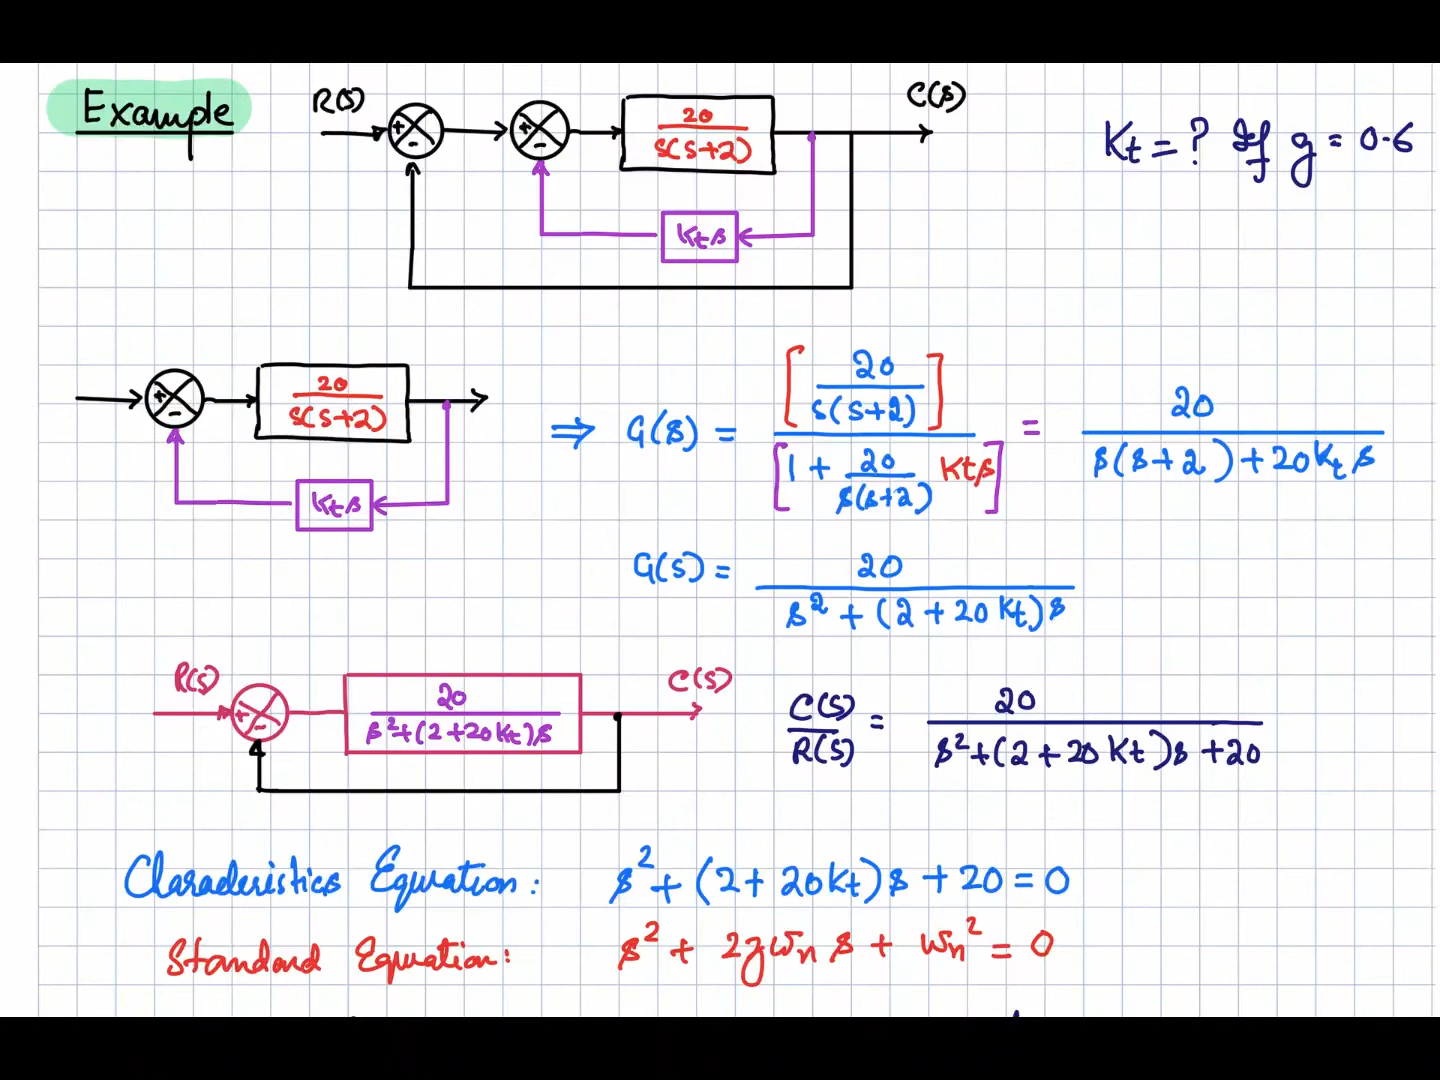 Example
R(s)
+
-
+
-
20
s(s+2)
C(s)
Kt = ? If ζ = 0.6
Kts
+
-
20
s(s+2)
Kts
⇒ G(s) = [20/s(s+2)] / [1 + 20/s(s+2) Kts] = 20 / s(s+2)+20Kt s
G(s) = 20 / s²+(2+20Kt)s
R(s)
+
-
20
s²+(2+20Kt)s
C(s)
C(s)/R(s) = 20 / s²+(2+20Kt)s+20
Characteristics Equation: s²+(2+20Kt)s+20=0
Standard Equation: s²+2ζωn s+ωn²=0